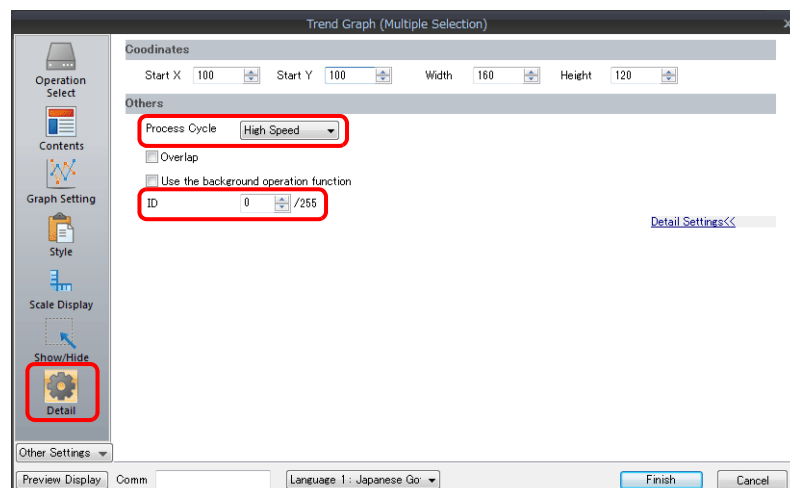 Trend Graph (Multiple Selection)
Coodinates
Start X 100 Start Y 100 Width 160 Height 120
Others
Process Cycle High Speed
Overlap
Use the background operation function
ID 0 /255
Detail Settings<<
Operation
Select
Contents
Graph Setting
Style
Scale Display
Show/Hide
Detail
Other Settings
Preview Display Comm Language 1 : Japanese Go Finish Cancel